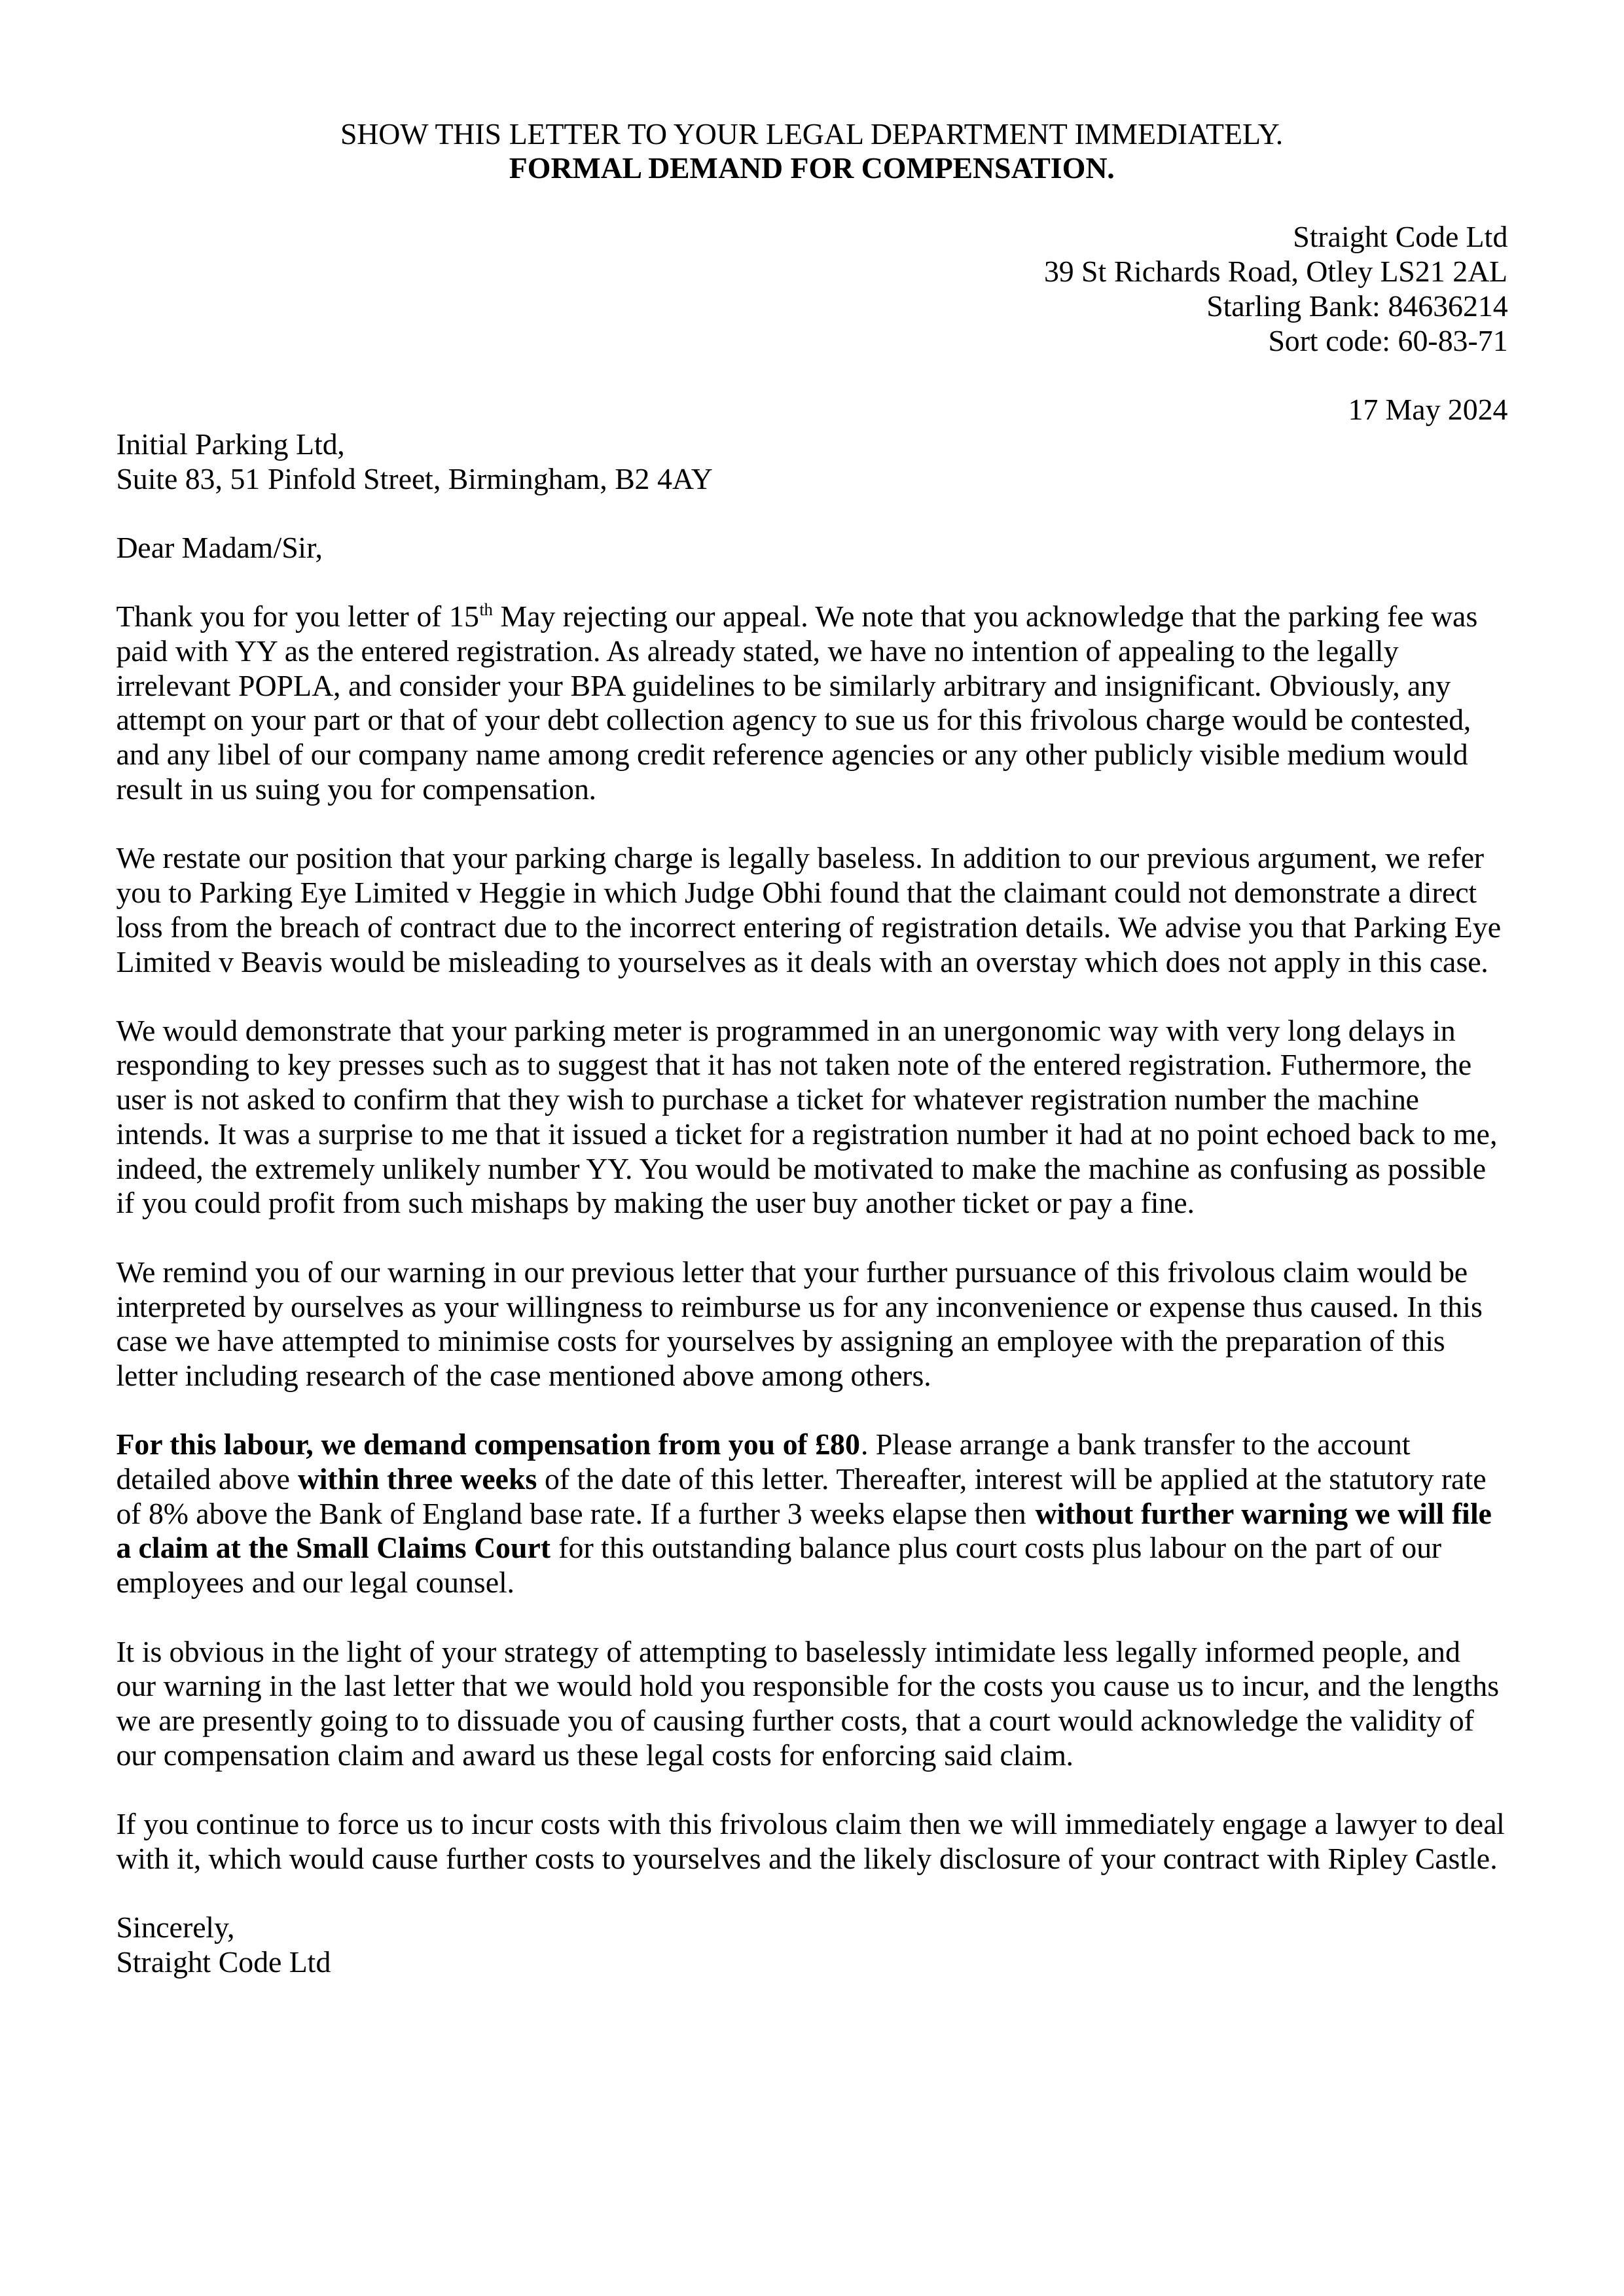 SHOW THIS LETTER TO YOUR LEGAL DEPARTMENT IMMEDIATELY.
FORMAL DEMAND FOR COMPENSATION.
Straight Code Ltd
39 St Richards Road, Otley LS21 2AL
Starling Bank: 84636214
Sort code: 60-83-71
17 May 2024
Initial Parking Ltd,
Suite 83, 51 Pinfold Street, Birmingham, B2 4AY
Dear Madam/Sir,
Thank you for you letter of 15th May rejecting our appeal. We note that you acknowledge that the parking fee was
paid with YY as the entered registration. As already stated, we have no intention of appealing to the legally
irrelevant POPLA, and consider your BPA guidelines to be similarly arbitrary and insignificant. Obviously, any
attempt on your part or that of your debt collection agency to sue us for this frivolous charge would be contested,
and any libel of our company name among credit reference agencies or any other publicly visible medium would
result in us suing you for compensation.
We restate our position that your parking charge is legally baseless. In addition to our previous argument, we refer
you to Parking Eye Limited v Heggie in which Judge Obhi found that the claimant could not demonstrate a direct
loss from the breach of contract due to the incorrect entering of registration details. We advise you that Parking Eye
Limited v Beavis would be misleading to yourselves as it deals with an overstay which does not apply in this case.
We would demonstrate that your parking meter is programmed in an unergonomic way with very long delays in
responding to key presses such as to suggest that it has not taken note of the entered registration. Futhermore, the
user is not asked to confirm that they wish to purchase a ticket for whatever registration number the machine
intends. It was a surprise to me that it issued a ticket for a registration number it had at no point echoed back to me,
indeed, the extremely unlikely number YY. You would be motivated to make the machine as confusing as possible
if you could profit from such mishaps by making the user buy another ticket or pay a fine.
We remind you of our warning in our previous letter that your further pursuance of this frivolous claim would be
interpreted by ourselves as your willingness to reimburse us for any inconvenience or expense thus caused. In this
case we have attempted to minimise costs for yourselves by assigning an employee with the preparation of this
letter including research of the case mentioned above among others.
For this labour, we demand compensation from you of £80. Please arrange a bank transfer to the account
detailed above within three weeks of the date of this letter. Thereafter, interest will be applied at the statutory rate
of 8% above the Bank of England base rate. If a further 3 weeks elapse then without further warning we will file
a claim at the Small Claims Court for this outstanding balance plus court costs plus labour on the part of our
employees and our legal counsel.
It is obvious in the light of your strategy of attempting to baselessly intimidate less legally informed people, and
our warning in the last letter that we would hold you responsible for the costs you cause us to incur, and the lengths
we are presently going to to dissuade you of causing further costs, that a court would acknowledge the validity of
our compensation claim and award us these legal costs for enforcing said claim.
If you continue to force us to incur costs with this frivolous claim then we will immediately engage a lawyer to deal
with it, which would cause further costs to yourselves and the likely disclosure of your contract with Ripley Castle.
Sincerely,
Straight Code Ltd